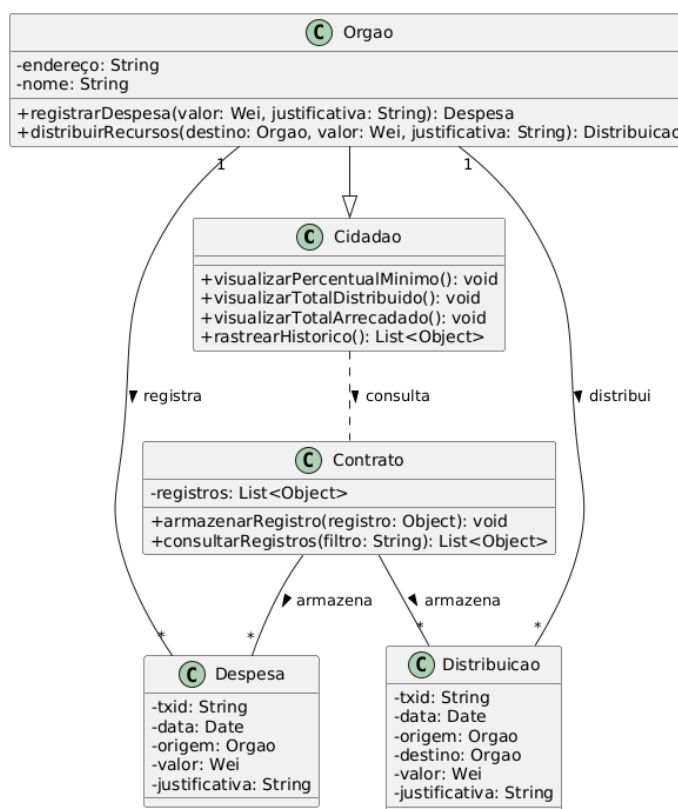 C Orgao
-endereço: String
-nome: String
+registrarDespesa(valor: Wei, justificativa: String): Despesa
+distribuirRecursos(destino: Orgao, valor: Wei, justificativa: String): Distribuicao
1
1
C Cidadao
+visualizarPercentualMinimo(): void
+visualizarTotalDistribuido(): void
+visualizarTotalArrecadado(): void
+rastrearHistorico(): List<Object>
registra
consulta
distribui
C Contrato
-registros: List<Object>
+armazenarRegistro(registro: Object): void
+consultarRegistros(filtro: String): List<Object>
armazena
armazena
*
*
*
*
C Despesa
-txid: String
-data: Date
-origem: Orgao
-valor: Wei
-justificativa: String
C Distribuicao
-txid: String
-data: Date
-origem: Orgao
-destino: Orgao
-valor: Wei
-justificativa: String